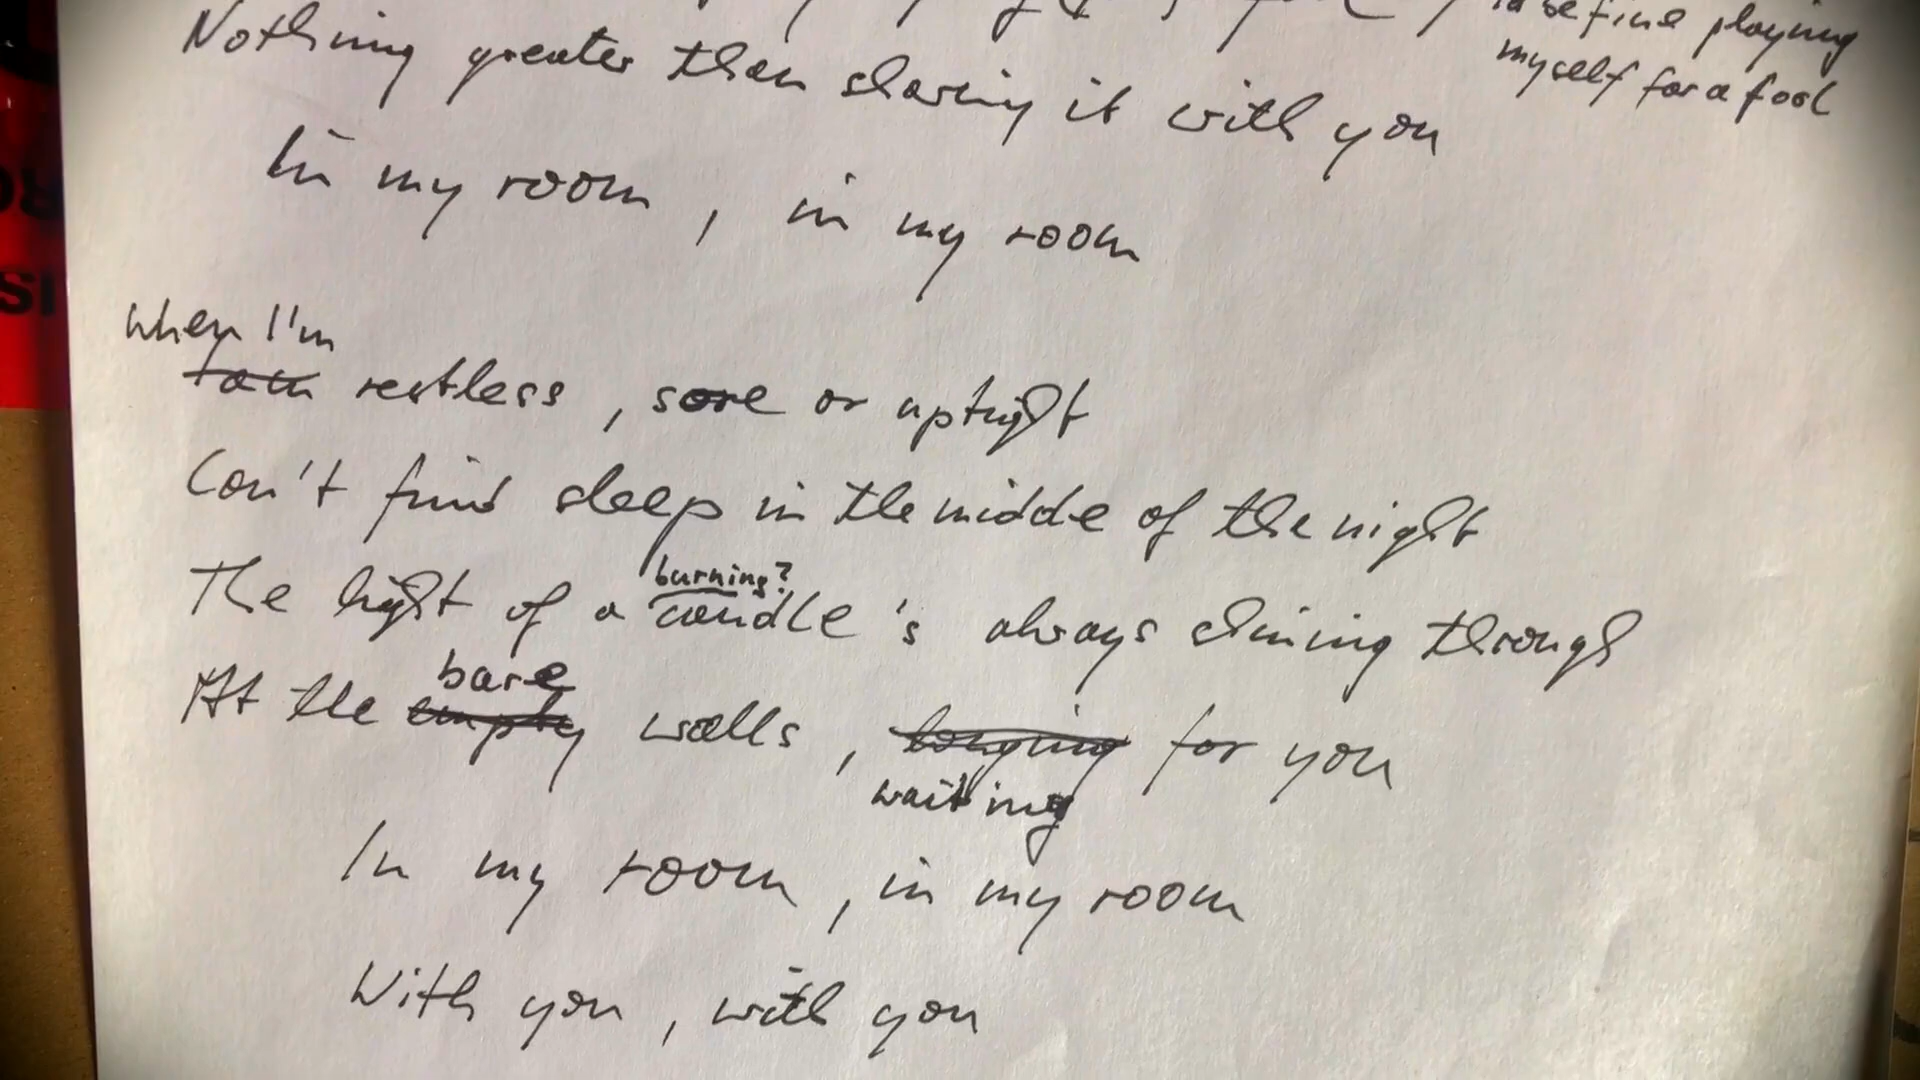 I'd be fine playing
myself for a fool
Nothing greater than sharing it with you
In my room, in my room
When I'm
restless, sore or uptight
Can't find sleep in the middle of the night
burning?
The light of a candle's always shining through
bare
At the empty walls, longing for you
waiting
In my room, in my room
With you, with you